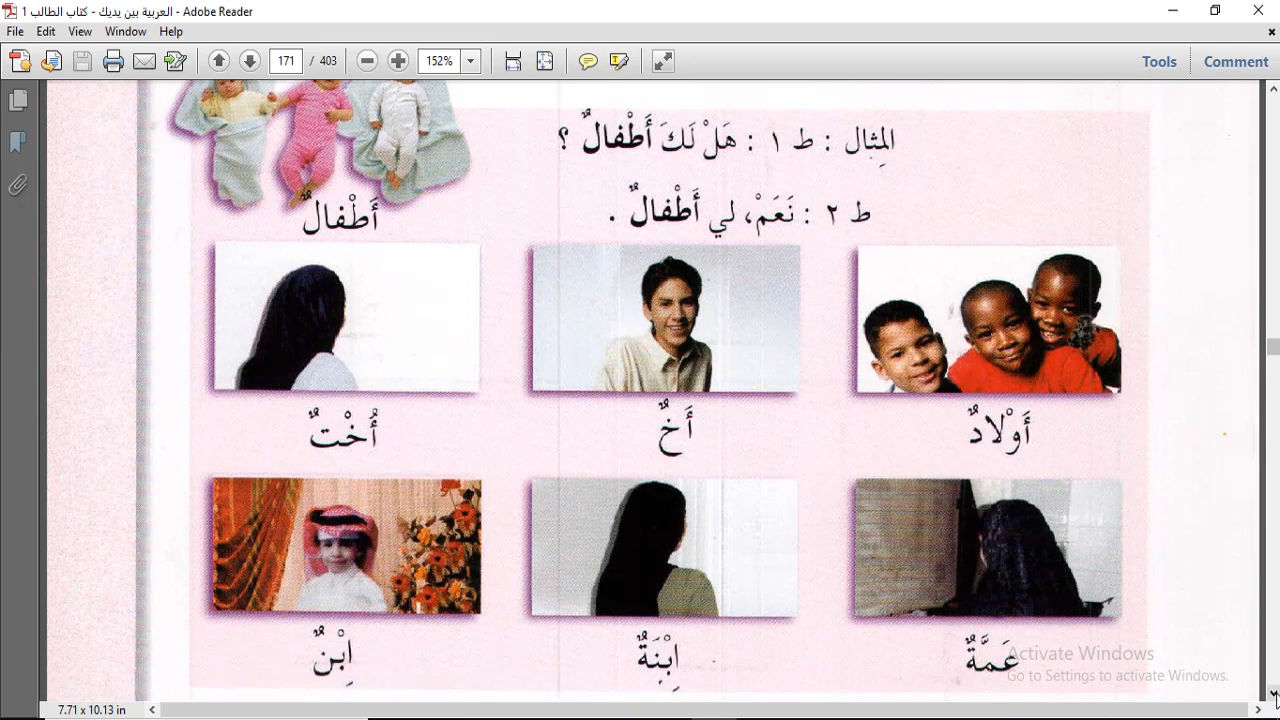 العربية بين يديك - كتاب الطالب 1 - Adobe Reader
File Edit View Window Help
171 / 403 152% Tools Comment
المِثال : ط ١ : هَلْ لَكَ أَطْفالٌ ؟
ط ٢ : نَعَمْ، لي أَطْفالٌ .
أَطْفالٌ
أَوْلادٌ
أَخٌ
أُخْتٌ
عَمَّةٌ
اِبْنَةٌ
اِبْنٌ
Activate Windows
Go to Settings to activate Windows.
7.71 x 10.13 in